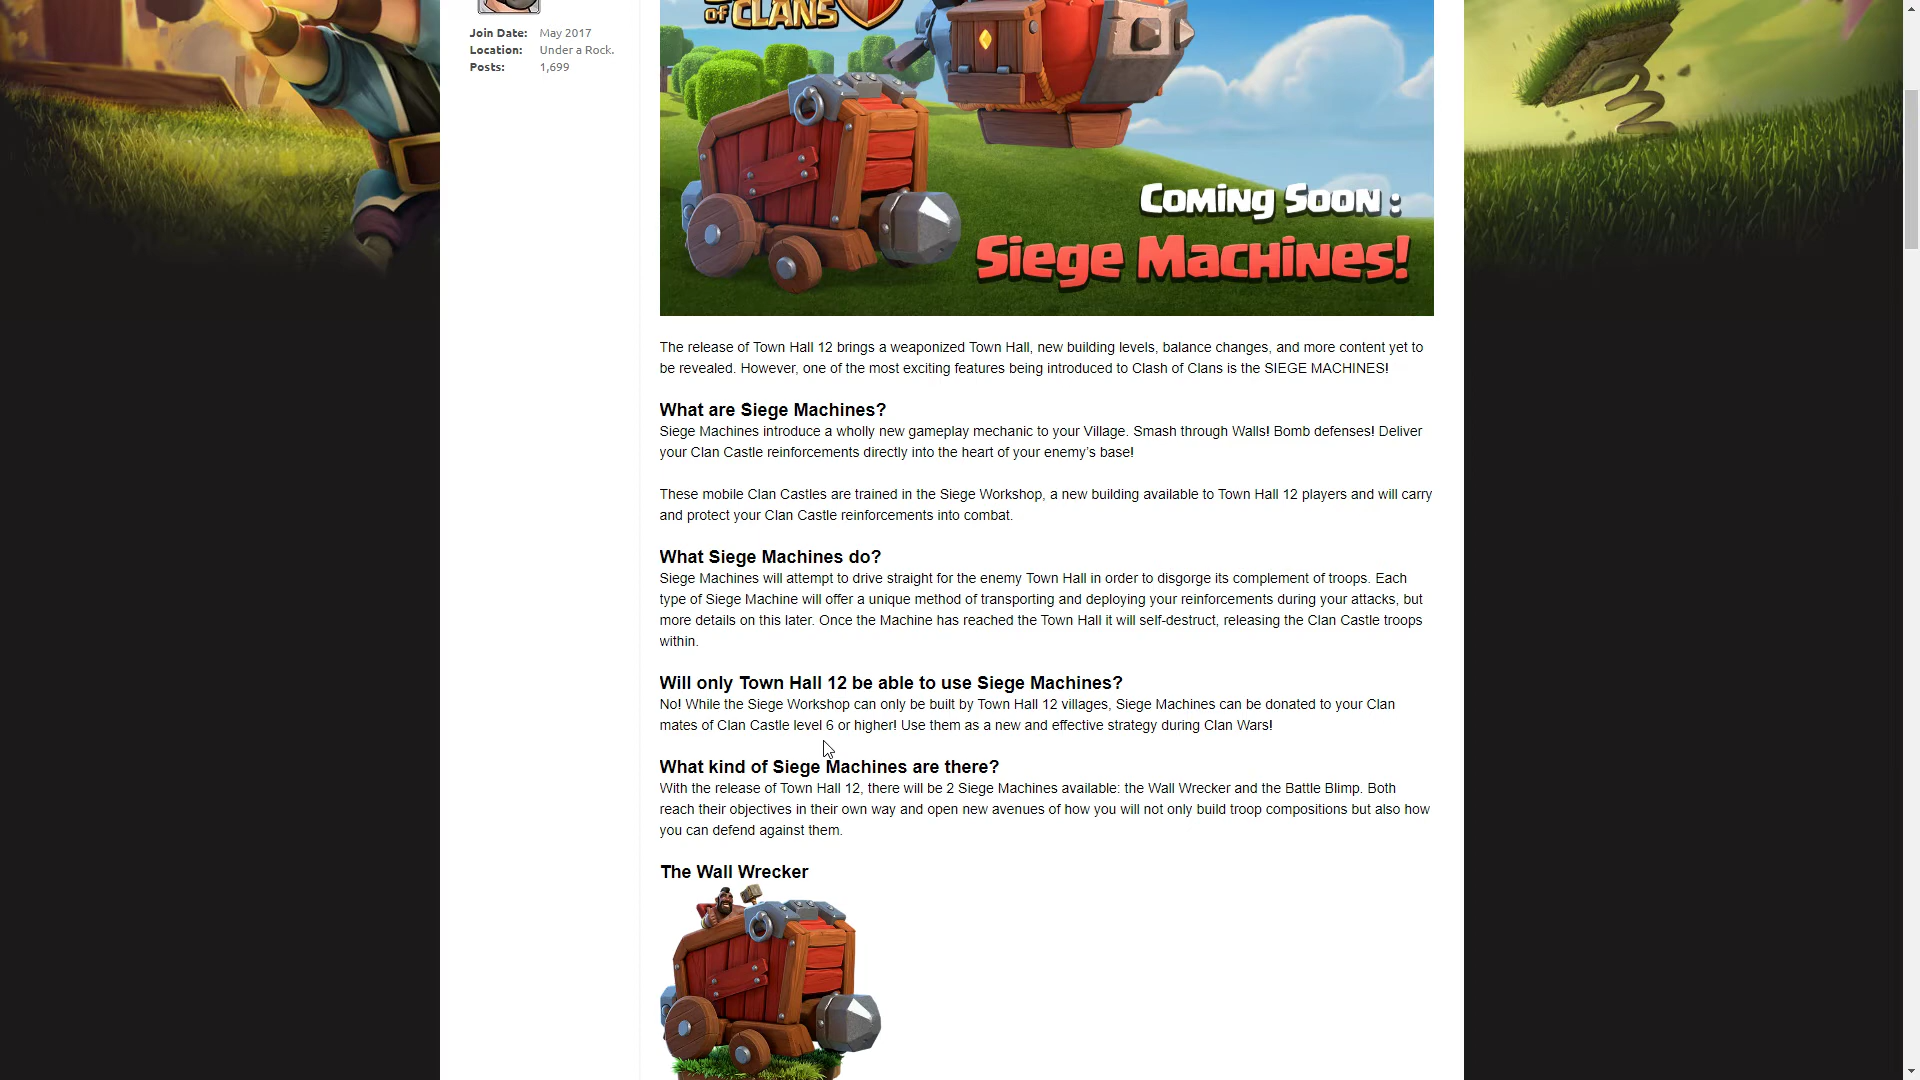 OF CLANS
Join Date: May 2017
Location: Under a Rock.
Posts: 1,699
Coming Soon :
Siege Machines!
The release of Town Hall 12 brings a weaponized Town Hall, new building levels, balance changes, and more content yet to
be revealed. However, one of the most exciting features being introduced to Clash of Clans is the SIEGE MACHINES!
What are Siege Machines?
Siege Machines introduce a wholly new gameplay mechanic to your Village. Smash through Walls! Bomb defenses! Deliver
your Clan Castle reinforcements directly into the heart of your enemy’s base!
These mobile Clan Castles are trained in the Siege Workshop, a new building available to Town Hall 12 players and will carry
and protect your Clan Castle reinforcements into combat.
What Siege Machines do?
Siege Machines will attempt to drive straight for the enemy Town Hall in order to disgorge its complement of troops. Each
type of Siege Machine will offer a unique method of transporting and deploying your reinforcements during your attacks, but
more details on this later. Once the Machine has reached the Town Hall it will self-destruct, releasing the Clan Castle troops
within.
Will only Town Hall 12 be able to use Siege Machines?
No! While the Siege Workshop can only be built by Town Hall 12 villages, Siege Machines can be donated to your Clan
mates of Clan Castle level 6 or higher! Use them as a new and effective strategy during Clan Wars!
What kind of Siege Machines are there?
With the release of Town Hall 12, there will be 2 Siege Machines available: the Wall Wrecker and the Battle Blimp. Both
reach their objectives in their own way and open new avenues of how you will not only build troop compositions but also how
you can defend against them.
The Wall Wrecker